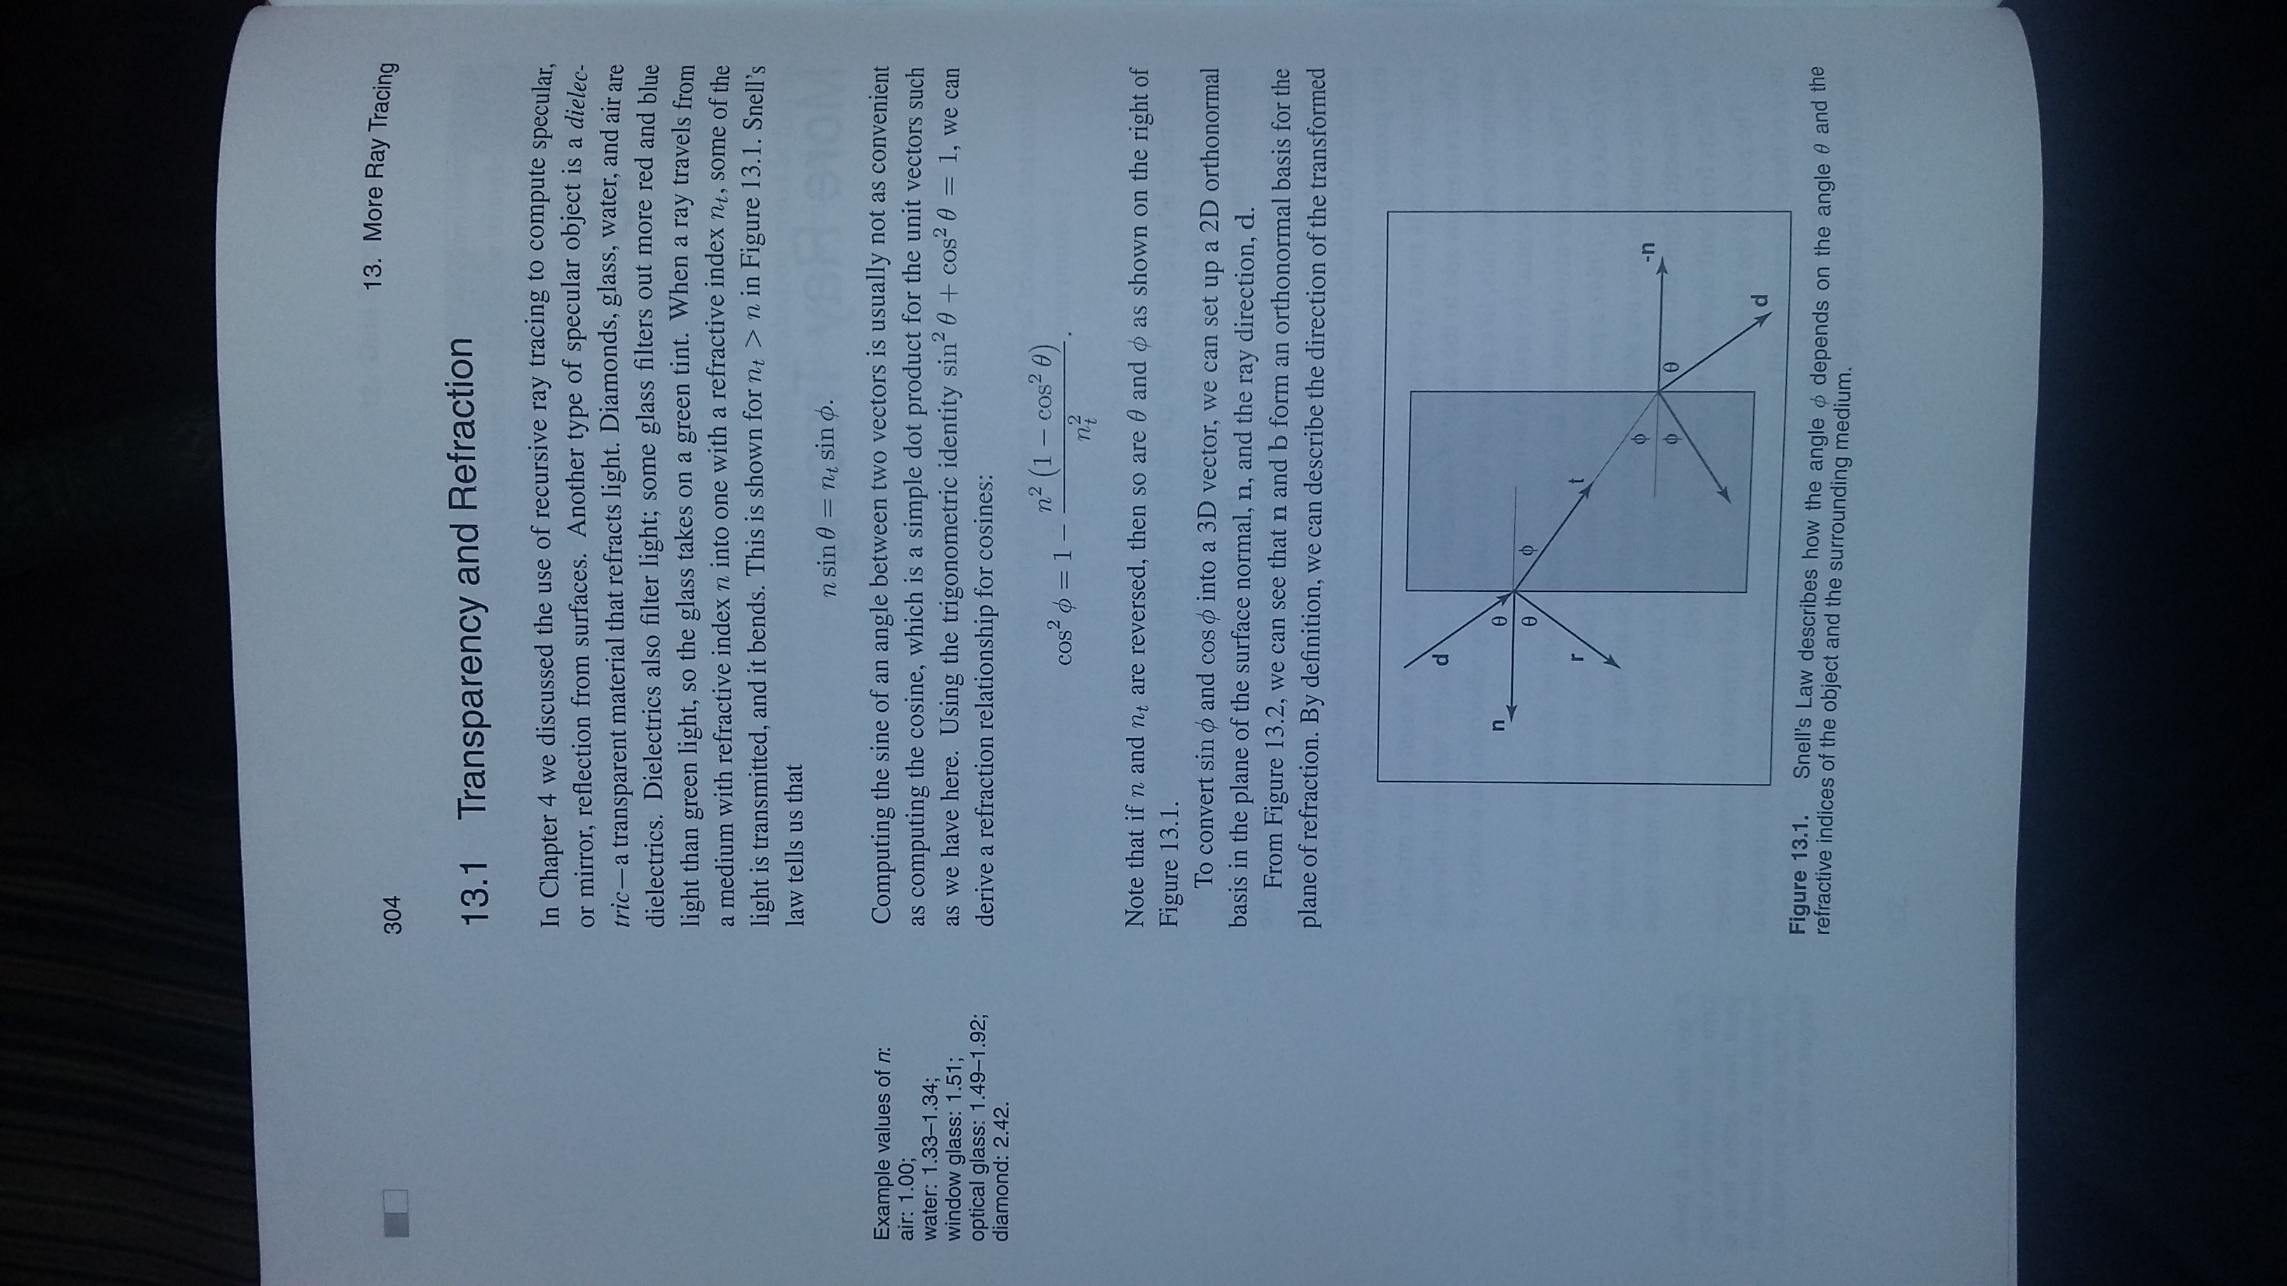 304
13. More Ray Tracing
13.1 Transparency and Refraction
In Chapter 4 we discussed the use of recursive ray tracing to compute specular,
or mirror, reflection from surfaces. Another type of specular object is a dielec-
tric—a transparent material that refracts light. Diamonds, glass, water, and air are
dielectrics. Dielectrics also filter light; some glass filters out more red and blue
light than green light, so the glass takes on a green tint. When a ray travels from
a medium with refractive index n into one with a refractive index nₜ, some of the
light is transmitted, and it bends. This is shown for nₜ > n in Figure 13.1. Snell's
law tells us that
n sin θ = nₜ sin ϕ.
Example values of n:
air: 1.00;
water: 1.33–1.34;
window glass: 1.51;
optical glass: 1.49–1.92;
diamond: 2.42.
Computing the sine of an angle between two vectors is usually not as convenient
as computing the cosine, which is a simple dot product for the unit vectors such
as we have here. Using the trigonometric identity sin² θ + cos² θ = 1, we can
derive a refraction relationship for cosines:
cos² ϕ = 1 − n² (1 − cos² θ) / nₜ² .
Note that if n and nₜ are reversed, then so are θ and ϕ as shown on the right of
Figure 13.1.
To convert sin ϕ and cos ϕ into a 3D vector, we can set up a 2D orthonormal
basis in the plane of the surface normal, n, and the ray direction, d.
From Figure 13.2, we can see that n and b form an orthonormal basis for the
plane of refraction. By definition, we can describe the direction of the transformed
d
n
θ
θ
r
ϕ
t
ϕ
ϕ
θ
-n
d
Figure 13.1. Snell's Law describes how the angle ϕ depends on the angle θ and the
refractive indices of the object and the surrounding medium.